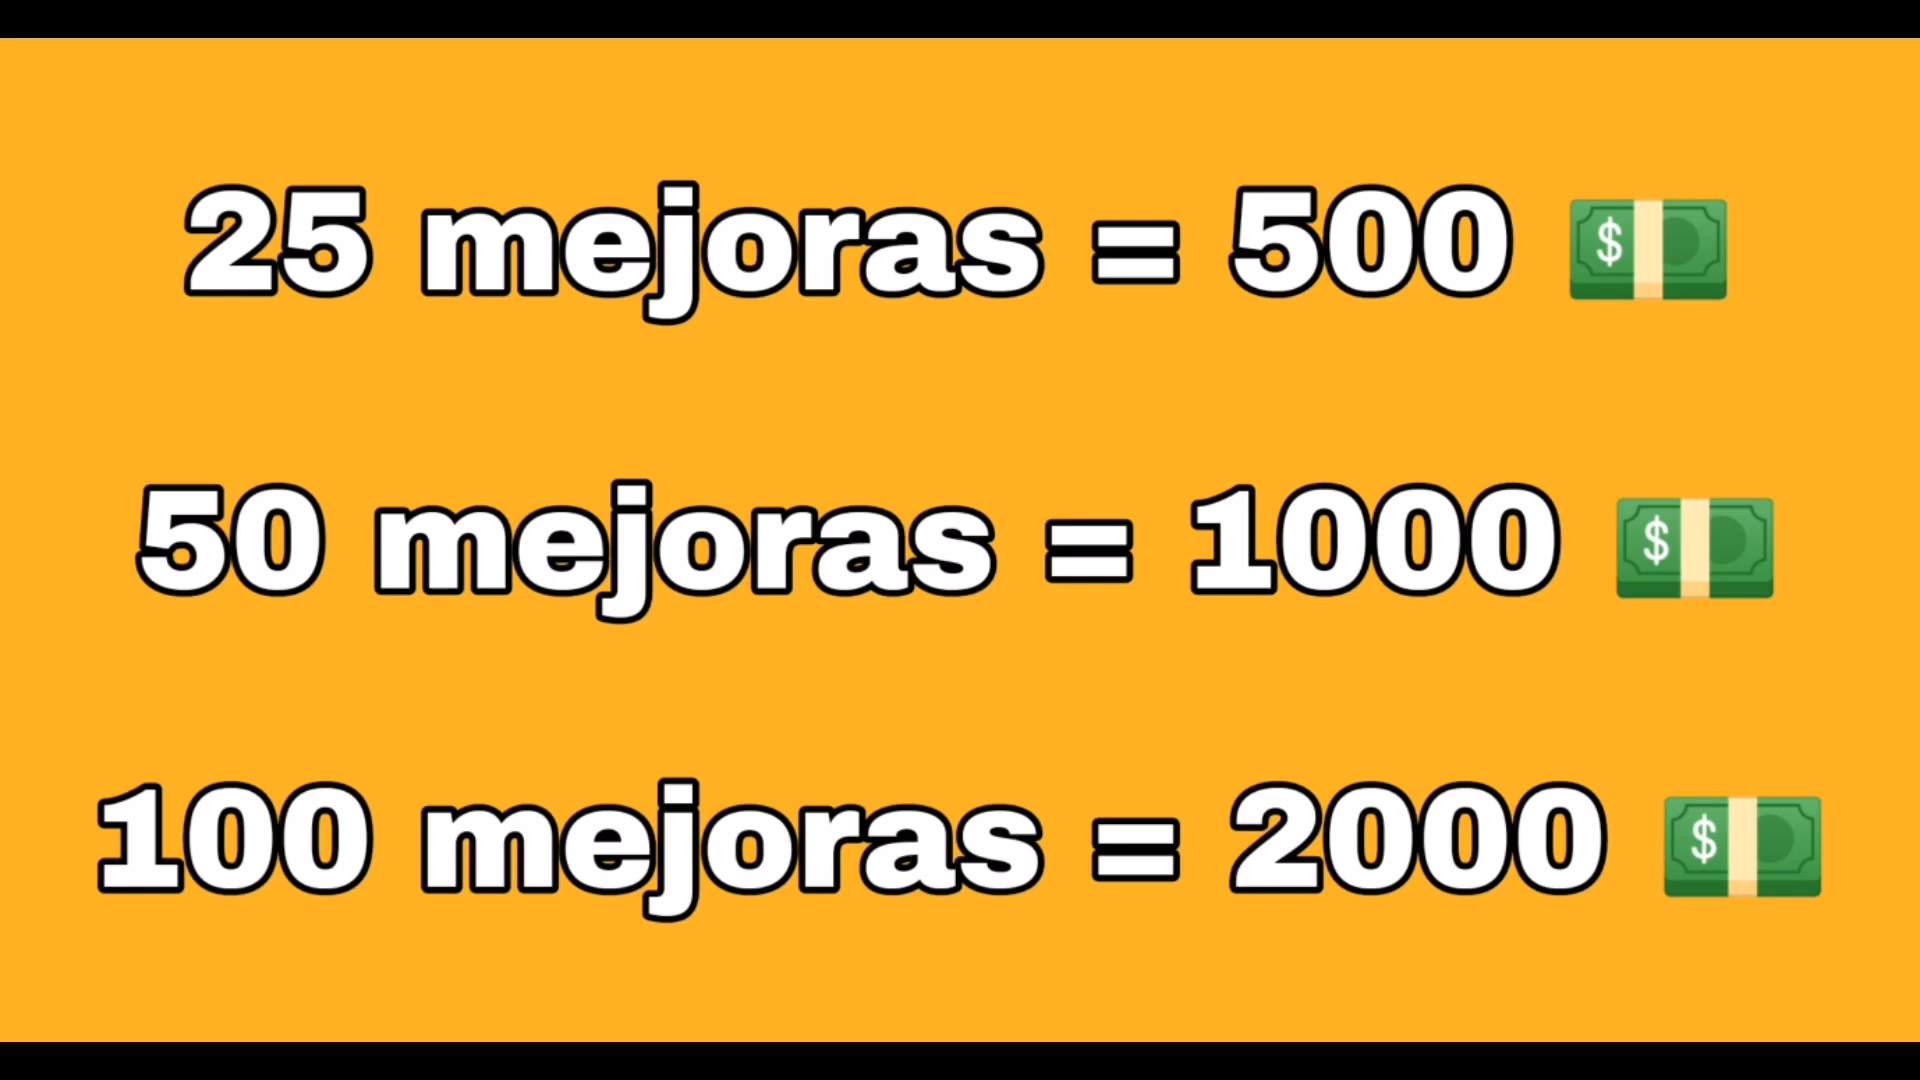 25 mejoras = 500 💵
50 mejoras = 1000 💵
100 mejoras = 2000 💵